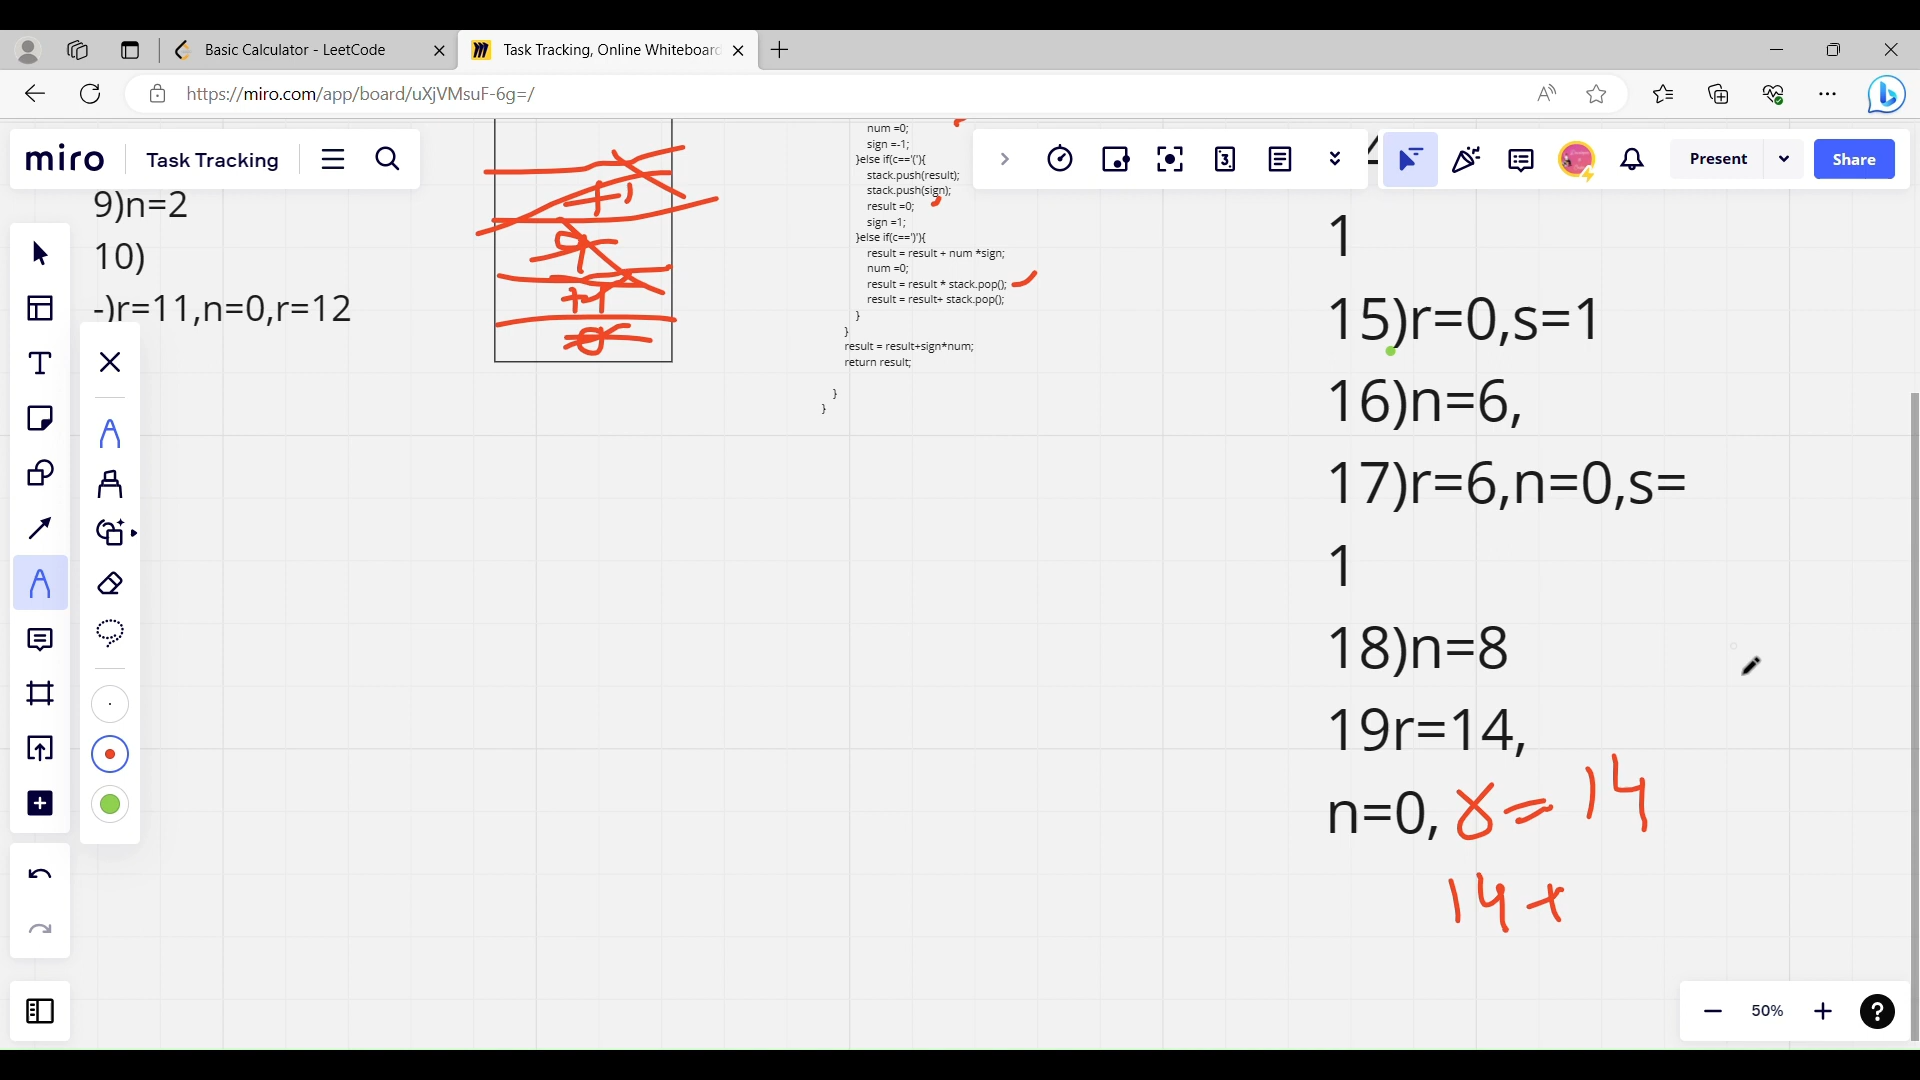 Basic Calculator - LeetCode
Task Tracking, Online Whiteboard
https://miro.com/app/board/uXjVMsuF-6g=/
miro
Task Tracking
Present
Share
9)n=2
10)
-)r=11,n=0,r=12
+1
+1
0
num =0;
sign =-1;
}else if(c=='('){
stack.push(result);
stack.push(sign);
result =0;
sign =1;
}else if(c==')'){
result = result + num *sign;
num =0;
result = result * stack.pop();
result = result+ stack.pop();
}
}
result = result+sign*num;
return result;
}
}
1
15)r=0,s=1
16)n=6,
17)r=6,n=0,s=
1
18)n=8
19r=14,
n=0, r= 14
14+
50%